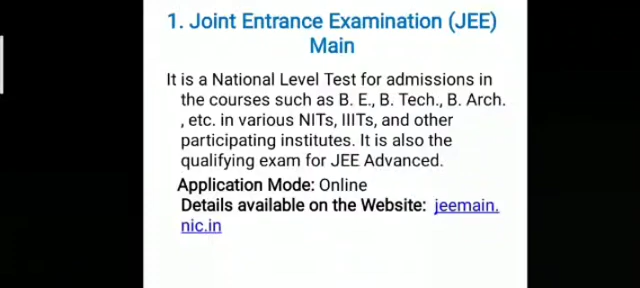 1. Joint Entrance Examination (JEE)
Main
It is a National Level Test for admissions in
the courses such as B. E., B. Tech., B. Arch.
, etc. in various NITs, IIITs, and other
participating institutes. It is also the
qualifying exam for JEE Advanced.
Application Mode: Online
Details available on the Website: jeemain.
nic.in